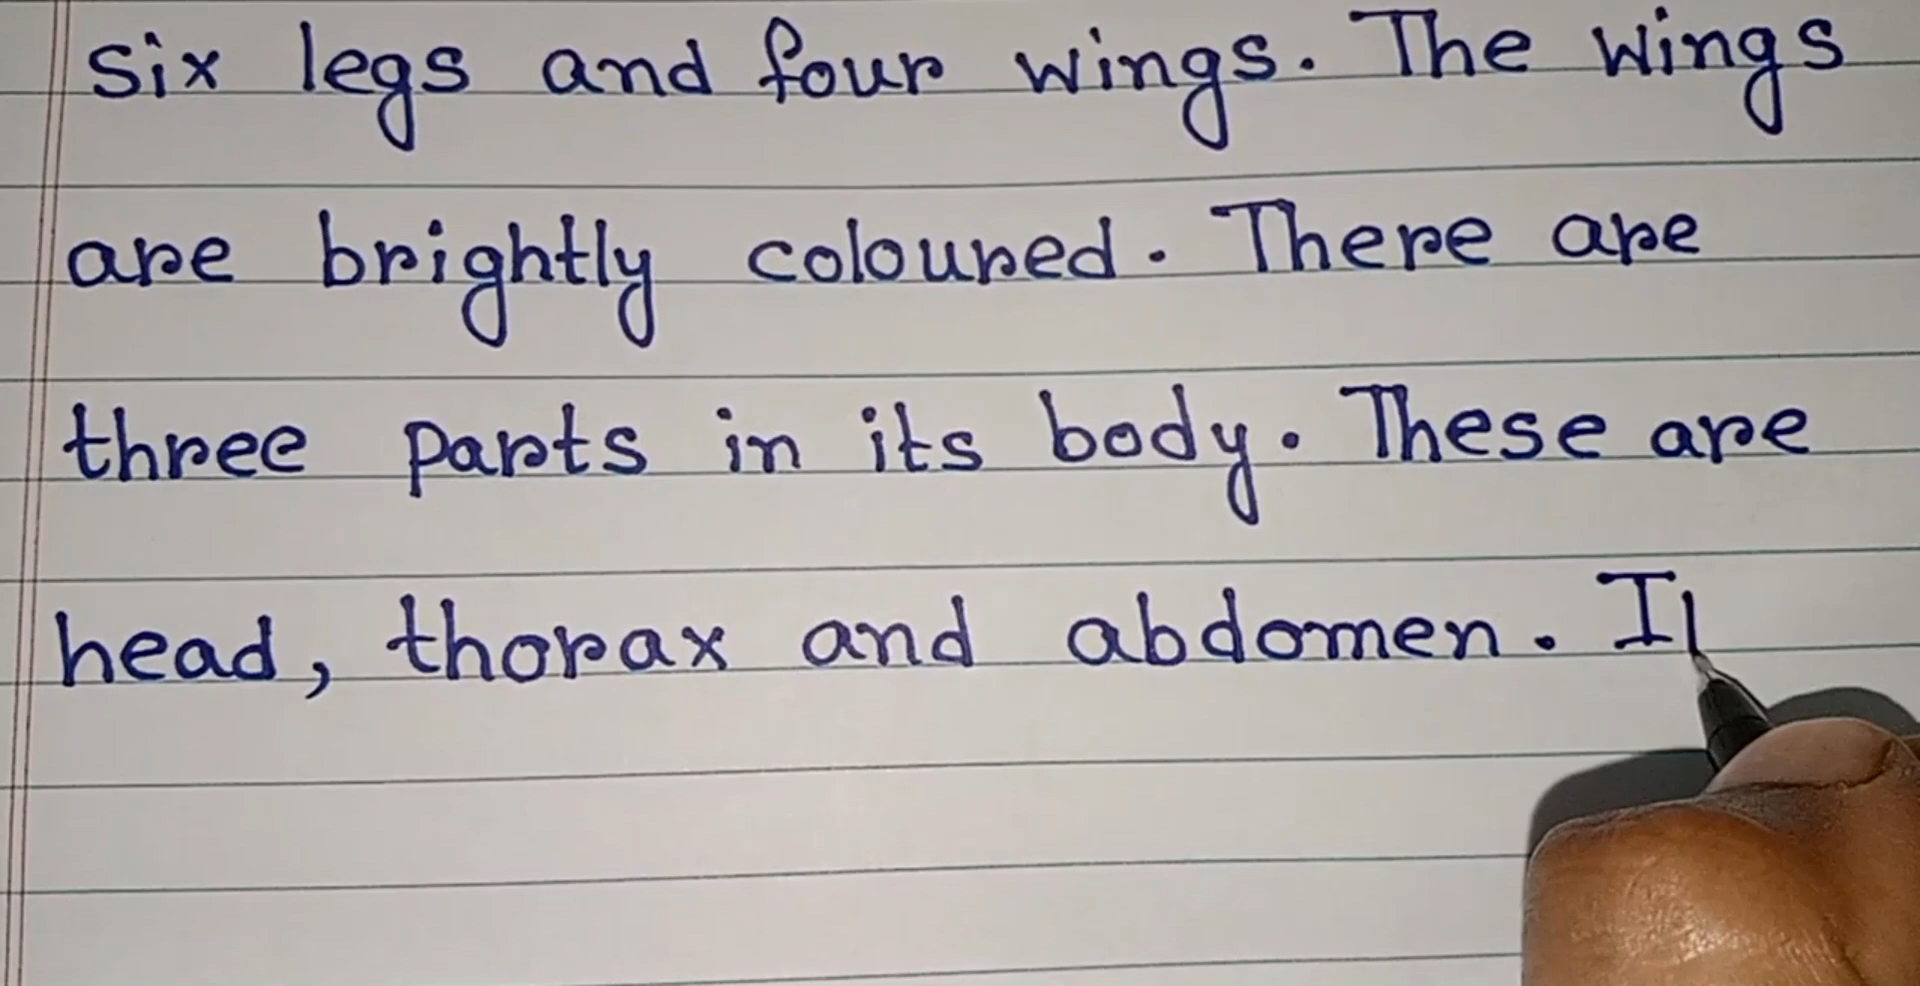 six legs and four wings. The wings
are brightly coloured. There are
three parts in its body. These are
head, thorax and abdomen.